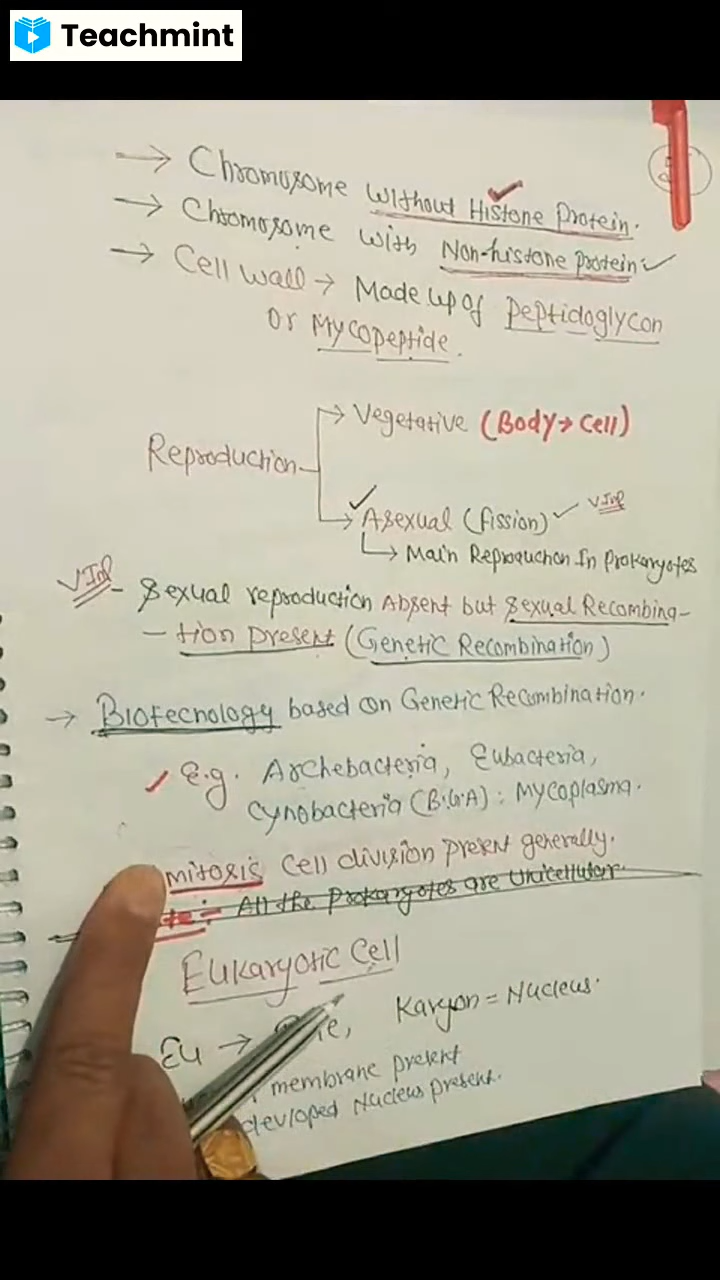 Teachmint
→ Chromosome without Histone Protein.
→ Chromosome with Non-histone protein
→ Cell wall → Made up of Peptidoglycon
or Mycopeptide.
→ Vegetative (Body → Cell)
Reproduction
→ Asexual (Fission) V.Imp
→ Main Reproduction In Prokaryotes
V.Imp - Sexual reproduction Absent but Sexual Recombina-
-tion present (Genetic Recombination)
→ Biotecnology based on Genetic Recombination.
E.g. Archebacteria, Eubacteria,
Cynobacteria (B.G.A) : Mycoplasma.
mitosis Cell division present generally.
All the Prokaryotes are Unicellular.
Eukaryotic Cell
Eu → Karyon = Nucleus.
membrane present
devloped Nucleus present.